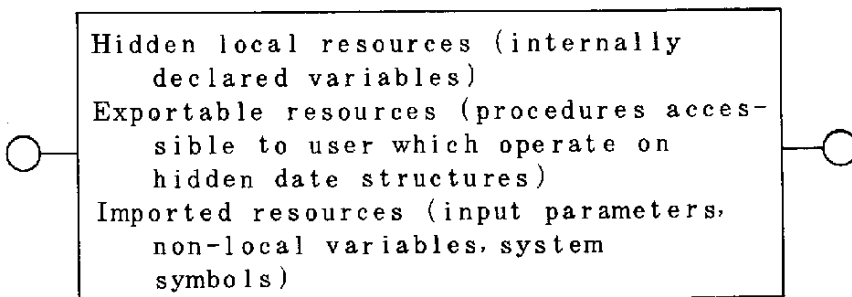 Hidden local resources (internally
declared variables)
Exportable resources (procedures acces-
sible to user which operate on
hidden date structures)
Imported resources (input parameters,
non-local variables, system
symbols)